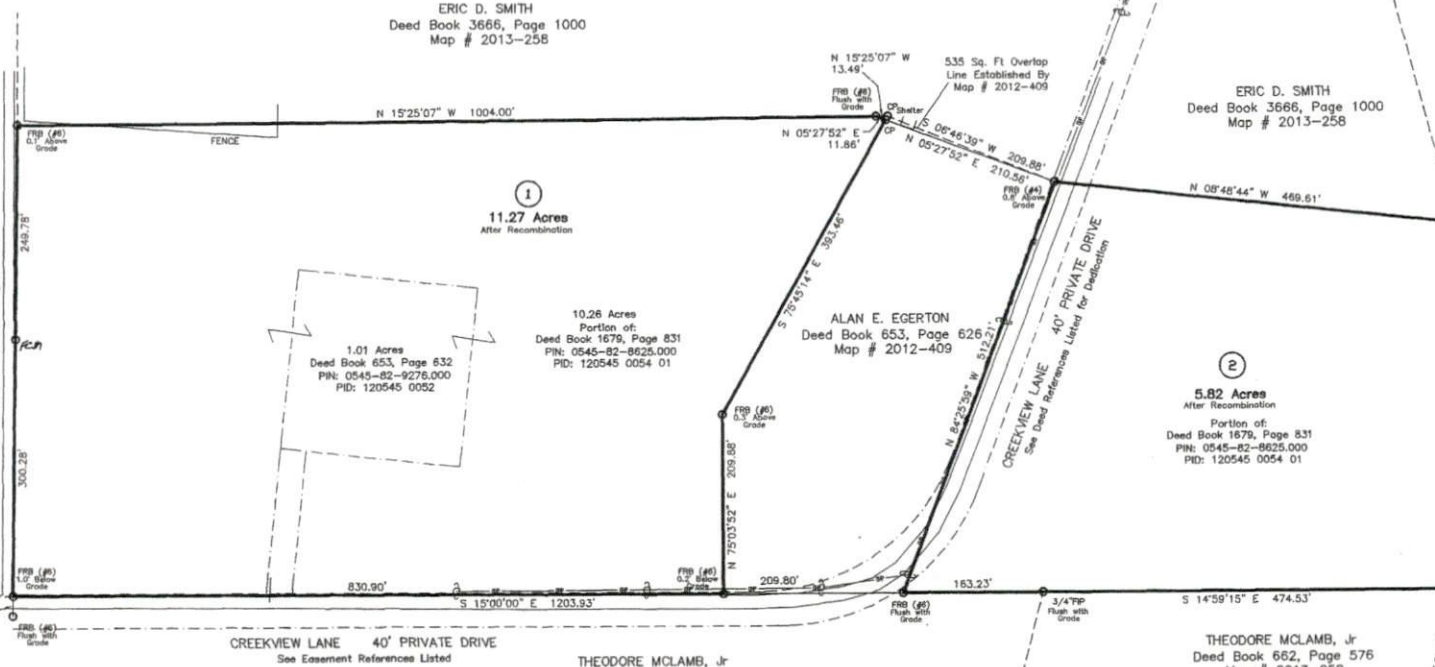 ERIC D. SMITH
Deed Book 3666, Page 1000
Map # 2013-258
N 15°25'07" W
13.49'
535 Sq. Ft Overlap
Line Established By
Map # 2012-409
ERIC D. SMITH
Deed Book 3666, Page 1000
Map # 2013-258
N 15°25'07" W 1004.00'
FRB (#6)
Flush with
Grade
CP
Shelter
CP
FRB (#6)
0.1' Above
Grade
FENCE
N 05°27'52" E
11.86'
S 06°46'39" W 209.88'
N 05°27'52" E 210.56'
FRB (#4)
0.8' Above
Grade
N 08°48'44" W 469.61'
1
11.27 Acres
After Recombination
249.78'
S 75°45'14" E 393.46'
CREEKVIEW LANE 40' PRIVATE DRIVE
See Deed References Listed for Dedication
10.26 Acres
Portion of:
Deed Book 1679, Page 831
PIN: 0545-82-8625.000
PID: 120545 0054 01
ALAN E. EGERTON
Deed Book 653, Page 626
Map # 2012-409
1.01 Acres
Deed Book 653, Page 632
PIN: 0545-82-9276.000
PID: 120545 0052
N 84°25'59" W 512.21'
2
5.82 Acres
After Recombination
Portion of:
Deed Book 1679, Page 831
PIN: 0545-82-8625.000
PID: 120545 0054 01
FRB (#6)
0.3' Above
Grade
300.28'
N 75°03'52" E 209.88'
FRB (#6)
1.0' Below
Grade
830.90'
FRB (#6)
0.2' Below
Grade
209.80'
163.23'
S 15°00'00" E 1203.93'
FRB (#6)
Flush with
Grade
3/4" FIP
Flush with
Grade
S 14°59'15" E 474.53'
FRB (#6)
Flush with
Grade
CREEKVIEW LANE 40' PRIVATE DRIVE
See Easement References Listed
THEODORE MCLAMB, Jr
THEODORE MCLAMB, Jr
Deed Book 662, Page 576